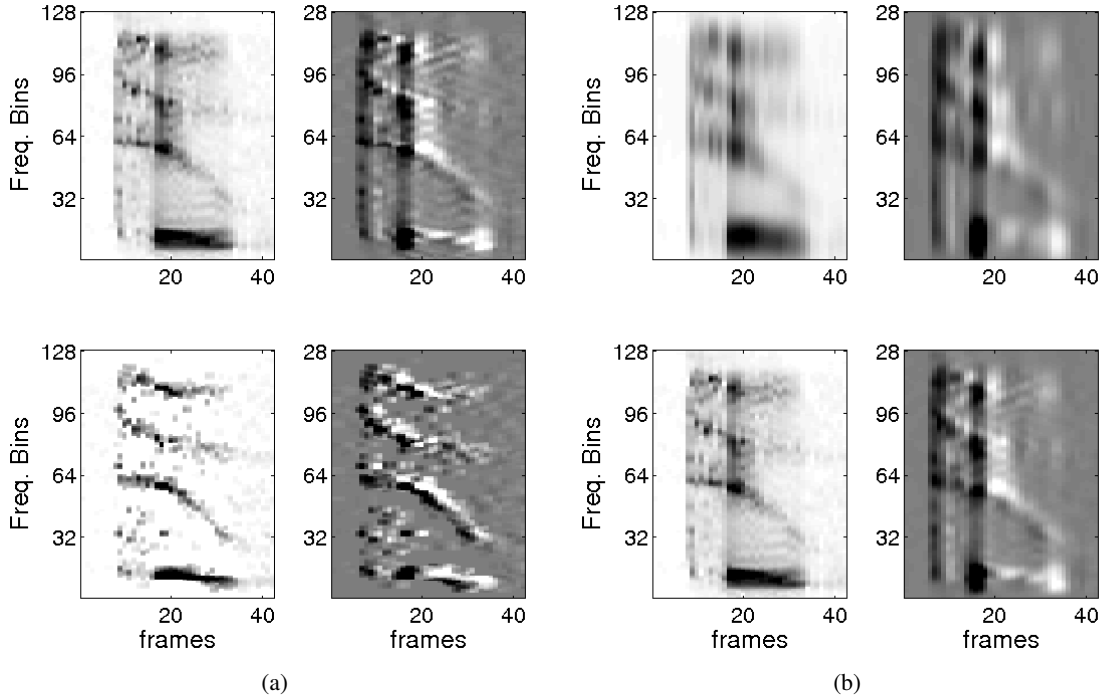 128 96 64 32 20 40 Freq. Bins
28 96 64 32 20 40
128 96 64 32 20 40 Freq. Bins
28 96 64 32 20 40
128 96 64 32 20 40 Freq. Bins frames
28 96 64 32 20 40 frames
128 96 64 32 20 40 Freq. Bins frames
28 96 64 32 20 40 frames
(a)
(b)